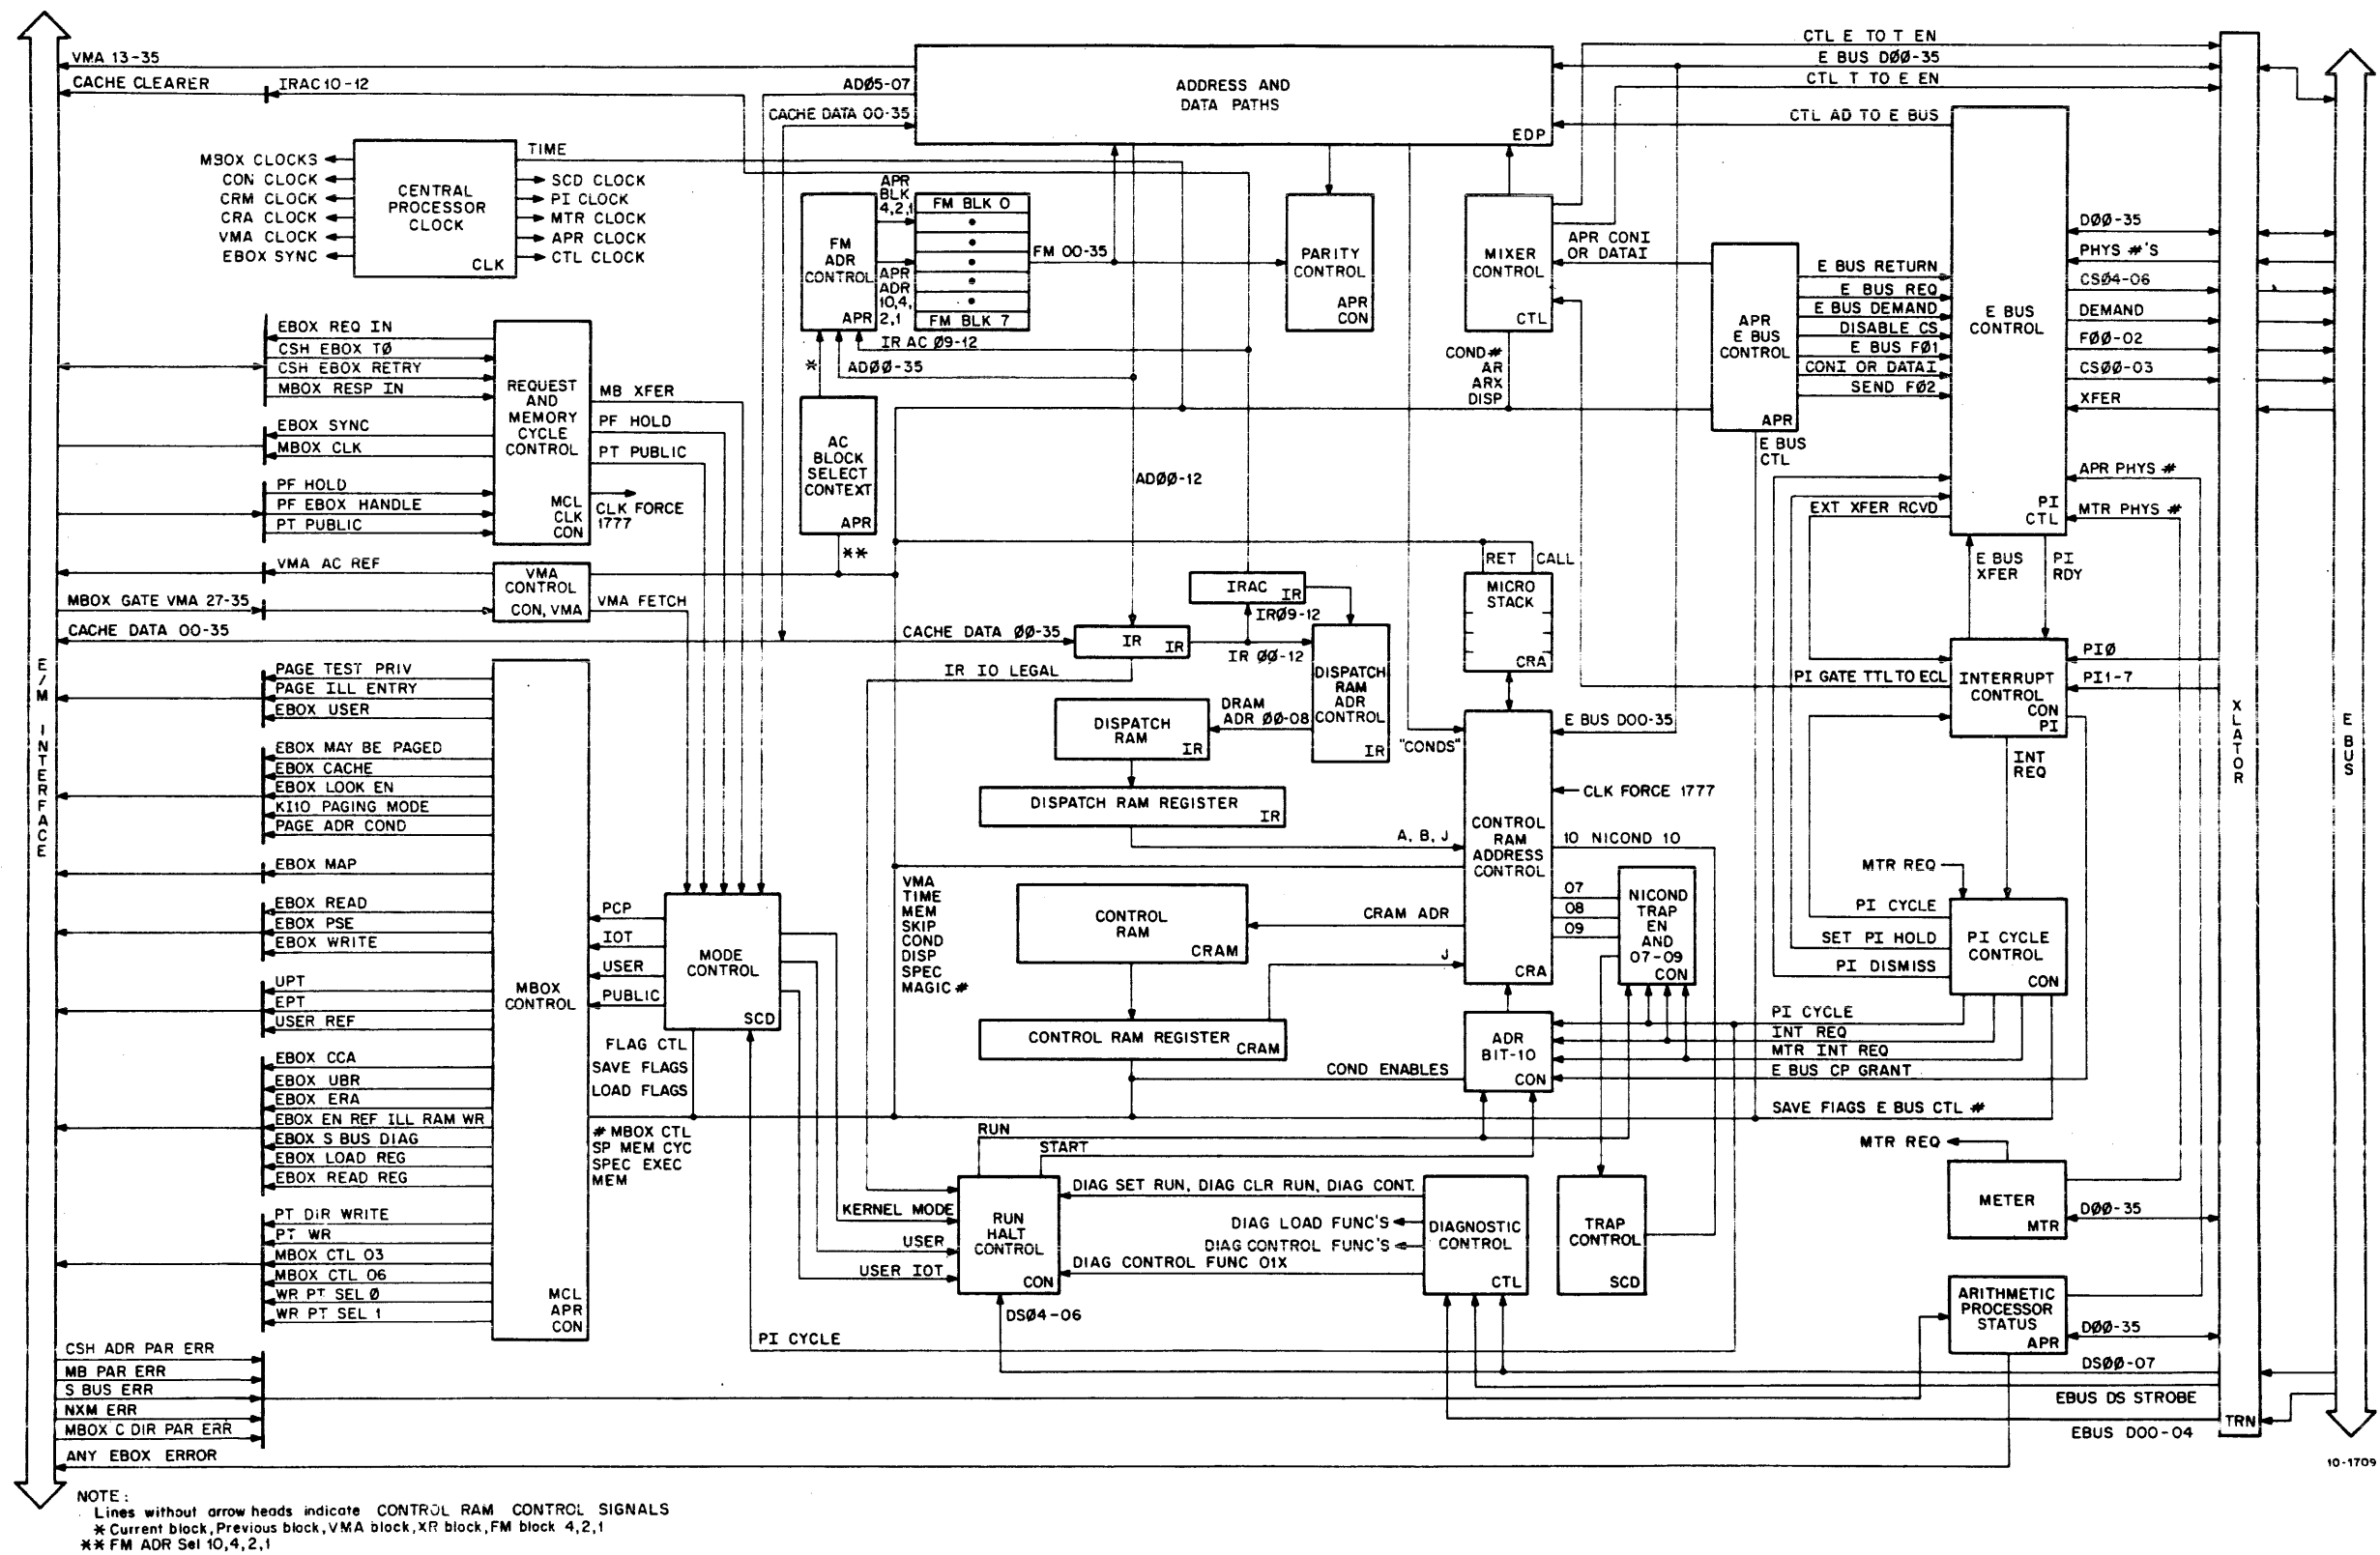 VMA 13-35
CACHE CLEARER
IRAC10-12
ADØ5-07
CACHE DATA 00-35
ADDRESS AND
DATA PATHS
EDP
CTL E TO T EN
E BUS DØØ-35
CTL T TO E EN
CTL AD TO E BUS
MBOX CLOCKS
CON CLOCK
CRM CLOCK
CRA CLOCK
VMA CLOCK
EBOX SYNC
CENTRAL
PROCESSOR
CLOCK
CLK
TIME
SCD CLOCK
PI CLOCK
MTR CLOCK
APR CLOCK
CTL CLOCK
FM
ADR
CONTROL
APR
APR
BLK
4,2,1
APR
ADR
10,4,
2,1
FM BLK 0
FM BLK 7
FM 00-35
IR AC Ø9-12
ADØØ-35
*
AC
BLOCK
SELECT
CONTEXT
APR
**
PARITY
CONTROL
APR
CON
MIXER
CONTROL
CTL
APR CONI
OR DATAI
COND#
AR
ARX
DISP
APR
E BUS
CONTROL
APR
E BUS
CTL
E BUS RETURN
E BUS REQ
E BUS DEMAND
DISABLE CS
E BUS FØ1
CONI OR DATAI
SEND FØ2
E BUS
CONTROL
PI
CTL
DØØ-35
PHYS #'S
CSØ4-06
DEMAND
FØØ-02
CSØØ-03
XFER
APR PHYS #
MTR PHYS #
EXT XFER RCVD
E BUS
XFER
PI
RDY
EBOX REQ IN
CSH EBOX TØ
CSH EBOX RETRY
MBOX RESP IN
EBOX SYNC
MBOX CLK
PF HOLD
PF EBOX HANDLE
PT PUBLIC
REQUEST
AND
MEMORY
CYCLE
CONTROL
MCL
CLK
CON
MB XFER
PF HOLD
PT PUBLIC
CLK FORCE
1777
VMA AC REF
MBOX GATE VMA 27-35
VMA
CONTROL
CON, VMA
VMA FETCH
CACHE DATA 00-35
CACHE DATA ØØ-35
ADØØ-12
IR
IR
IRAC
IR
IRØ9-12
IR ØØ-12
IR IO LEGAL
DISPATCH
RAM
ADR
CONTROL
IR
DRAM
ADR ØØ-08
DISPATCH
RAM
IR
DISPATCH RAM REGISTER
IR
A, B, J
RET
CALL
MICRO
STACK
CRA
"CONDS"
E BUS D00-35
CLK FORCE 1777
CONTROL
RAM
ADDRESS
CONTROL
CRA
10 NICOND 10
07
08
09
NICOND
TRAP
EN
AND
07-09
CON
CRAM ADR
J
CONTROL
RAM
CRAM
CONTROL RAM REGISTER
CRAM
COND ENABLES
ADR
BIT-10
CON
VMA
TIME
MEM
SKIP
COND
DISP
SPEC
MAGIC #
PI GATE TTL TO ECL
INTERRUPT
CONTROL
CON
PI
PIØ
PI1-7
INT
REQ
MTR REQ
PI CYCLE
SET PI HOLD
PI DISMISS
PI CYCLE
CONTROL
CON
PI CYCLE
INT REQ
MTR INT REQ
E BUS CP GRANT
SAVE FlAGS E BUS CTL #
E/M INTERFACE
XLATOR
E BUS
PAGE TEST PRIV
PAGE ILL ENTRY
EBOX USER
EBOX MAY BE PAGED
EBOX CACHE
EBOX LOOK EN
KI10 PAGING MODE
PAGE ADR COND
EBOX MAP
EBOX READ
EBOX PSE
EBOX WRITE
UPT
EPT
USER REF
EBOX CCA
EBOX UBR
EBOX ERA
EBOX EN REF ILL RAM WR
EBOX S BUS DIAG
EBOX LOAD REG
EBOX READ REG
PT DIR WRITE
PT WR
MBOX CTL 03
MBOX CTL 06
WR PT SEL Ø
WR PT SEL 1
MBOX
CONTROL
MCL
APR
CON
PCP
IOT
USER
PUBLIC
MODE
CONTROL
SCD
FLAG CTL
SAVE FLAGS
LOAD FLAGS
# MBOX CTL
SP MEM CYC
SPEC EXEC
MEM
RUN
START
KERNEL MODE
USER
USER IOT
RUN
HALT
CONTROL
CON
DSØ4-06
PI CYCLE
DIAG SET RUN, DIAG CLR RUN, DIAG CONT.
DIAG LOAD FUNC'S
DIAG CONTROL FUNC'S
DIAG CONTROL FUNC 01X
DIAGNOSTIC
CONTROL
CTL
TRAP
CONTROL
SCD
MTR REQ
METER
MTR
DØØ-35
ARITHMETIC
PROCESSOR
STATUS
APR
DØØ-35
DSØØ-07
EBUS DS STROBE
EBUS D00-04
TRN
CSH ADR PAR ERR
MB PAR ERR
S BUS ERR
NXM ERR
MBOX C DIR PAR ERR
ANY EBOX ERROR
10-1709
NOTE:
Lines without arrow heads indicate CONTROL RAM CONTROL SIGNALS
* Current block, Previous block, VMA block, XR block, FM block 4,2,1
** FM ADR Sel 10,4,2,1